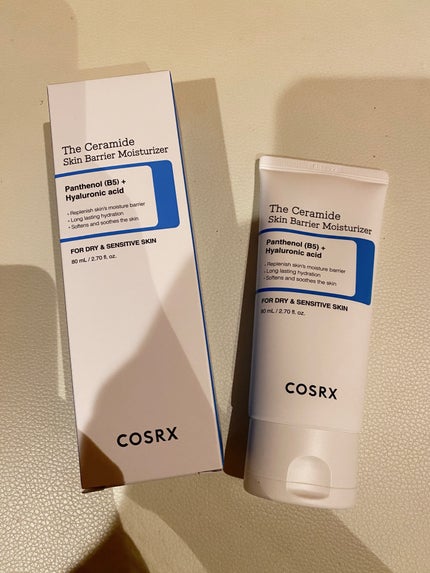 The Ceramide
Skin Barrier Moisturizer
Panthenol (B5) +
Hyaluronic acid
• Replenish skin's moisture barrier
• Long lasting hydration
• Softens and soothes the skin
FOR DRY & SENSITIVE SKIN
80 mL / 2.70 fl. oz.
COSRX
The Ceramide
Skin Barrier Moisturizer
Panthenol (B5) +
Hyaluronic acid
• Replenish skin's moisture barrier
• Long lasting hydration
• Softens and soothes the skin
FOR DRY & SENSITIVE SKIN
80 mL / 2.70 fl. oz.
COSRX